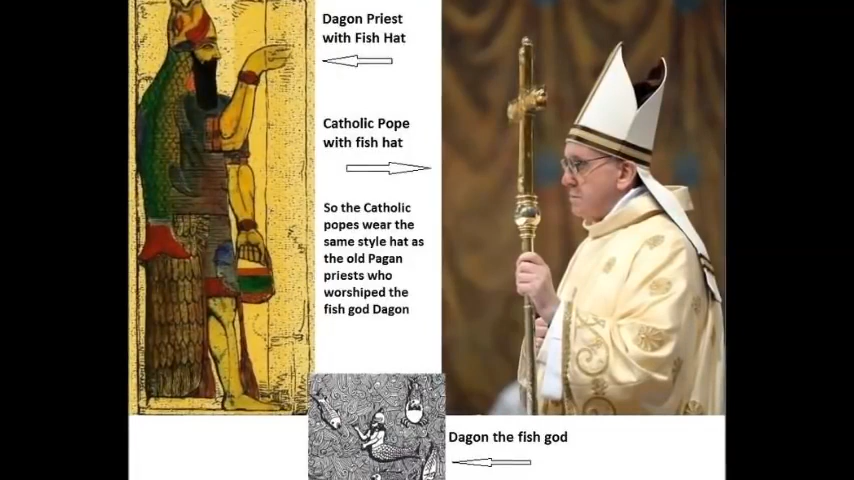 Dagon Priest
with Fish Hat
Catholic Pope
with fish hat
So the Catholic
popes wear the
same style hat as
the old Pagan
priests who
worshiped the
fish god Dagon
Dagon the fish god